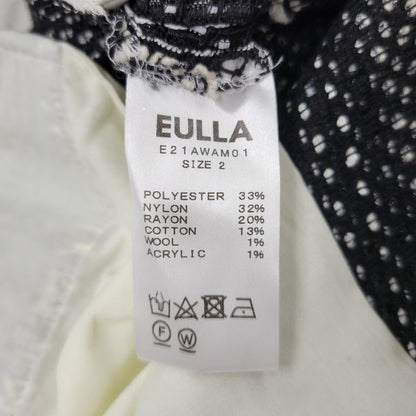 EULLA
E21AWAM01
SIZE 2
POLYESTER 33%
NYLON 32%
RAYON 20%
COTTON 13%
WOOL 1%
ACRYLIC 1%
F W